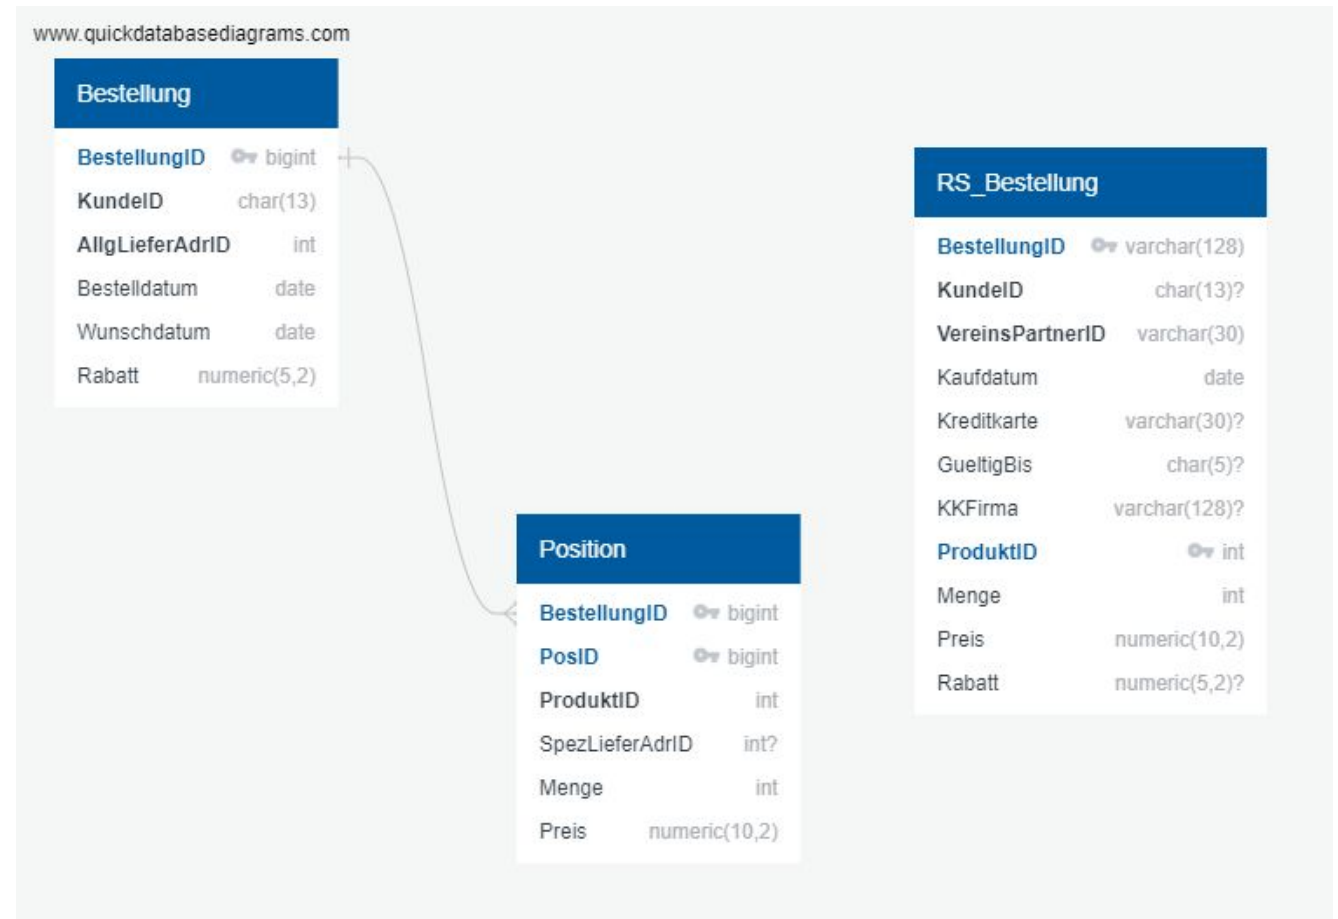 www.quickdatabasediagrams.com
Bestellung
BestellungID bigint
KundeID char(13)
AllgLieferAdrID int
Bestelldatum date
Wunschdatum date
Rabatt numeric(5,2)
RS_Bestellung
BestellungID varchar(128)
KundeID char(13)?
VereinsPartnerID varchar(30)
Kaufdatum date
Kreditkarte varchar(30)?
GueltigBis char(5)?
KKFirma varchar(128)?
ProduktID int
Menge int
Preis numeric(10,2)
Rabatt numeric(5,2)?
Position
BestellungID bigint
PosID bigint
ProduktID int
SpezLieferAdrID int?
Menge int
Preis numeric(10,2)